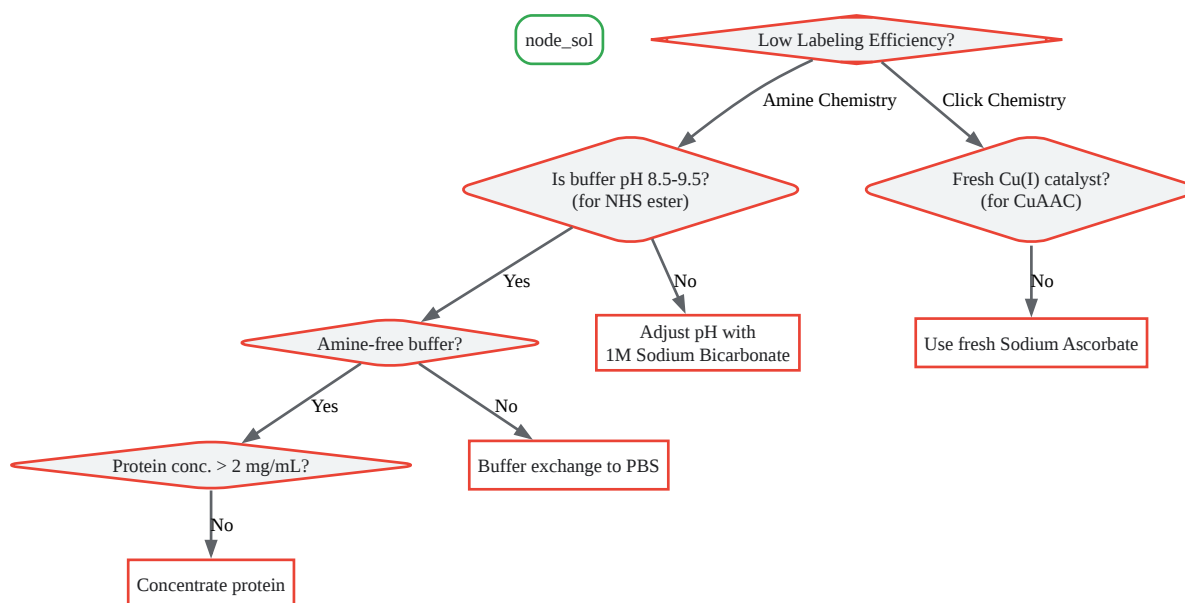 node_sol
Low Labeling Efficiency?
Amine Chemistry
Click Chemistry
Is buffer pH 8.5-9.5?
(for NHS ester)
Fresh Cu(I) catalyst?
(for CuAAC)
Yes
No
No
Amine-free buffer?
Adjust pH with
1M Sodium Bicarbonate
Use fresh Sodium Ascorbate
Yes
No
Protein conc. > 2 mg/mL?
Buffer exchange to PBS
No
Concentrate protein